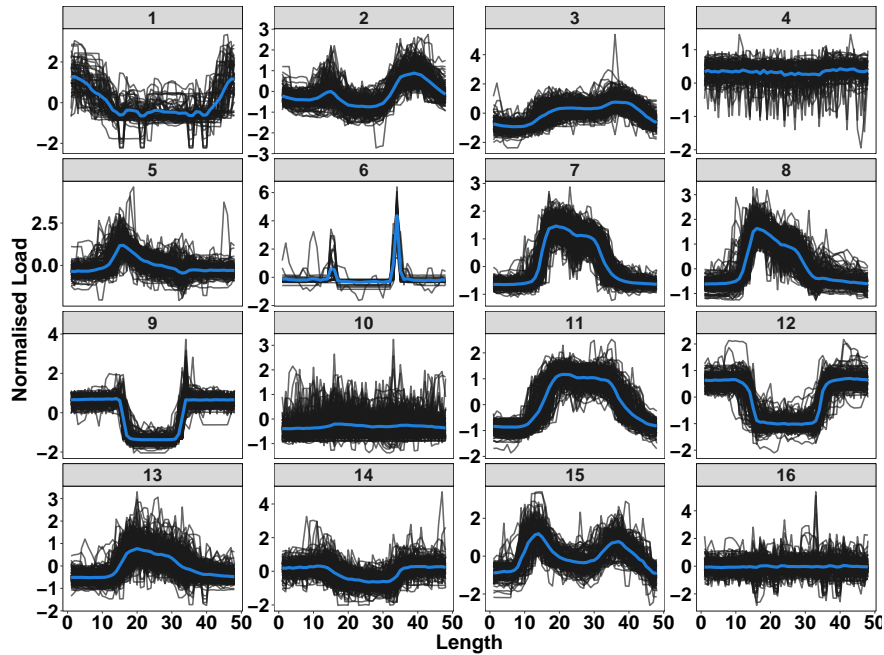 1 2 3 4
2 0 −2
3 2 1 0 −1 −2 −3
4 2 0 −2
1 0 −1 −2
5 6 7 8
2.5 0.0
6 4 2 0 −2
3 2 1 0 −1
3 2 1 0 −1
9 10 11 12
4 2 0 −2
3 2 1 0 −1
2 1 0 −1 −2
2 1 0 −1 −2
13 14 15 16
3 2 1 0 −1 −2
4 2 0 −2
2 0 −2
4 2 0 −2
0 10 20 30 40 50 0 10 20 30 40 50 0 10 20 30 40 50 0 10 20 30 40 50
Normalised Load
Length